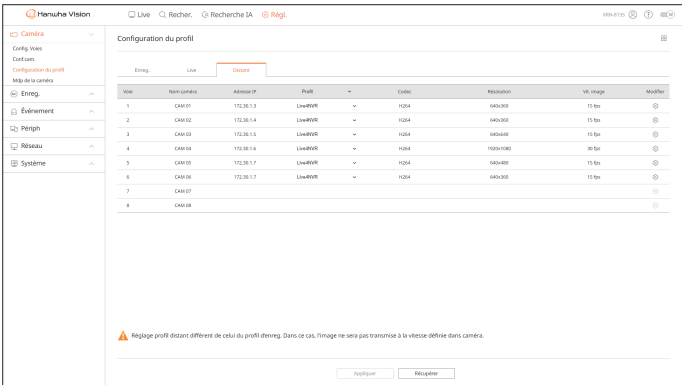 Hanwha Vision Live Recher. Recherche IA Régl. XRN-8135
Caméra
Config. Voies
Conf.cam.
Configuration du profil
Mdp de la caméra
Enreg.
Événement
Périph
Réseau
Système
Configuration du profil
Enreg. Live Distant
Voie Nom caméra Adresse IP Profil Codec Résolution Vit. image Modifier
1 CAM 01 172.30.1.3 Live4NVR H264 640x360 15 fps
2 CAM 02 172.30.1.4 Live4NVR H264 640x360 15 fps
3 CAM 03 172.30.1.5 Live4NVR H264 640x640 15 fps
4 CAM 04 172.30.1.6 Live4NVR H264 1920x1080 30 fps
5 CAM 05 172.30.1.7 Live4NVR H264 640x480 15 fps
6 CAM 06 172.30.1.7 Live4NVR H264 640x360 15 fps
7 CAM 07
8 CAM 08
Réglage profil distant différent de celui du profil d'enreg. Dans ce cas, l'image ne sera pas transmise à la vitesse définie dans caméra.
Appliquer Récupérer